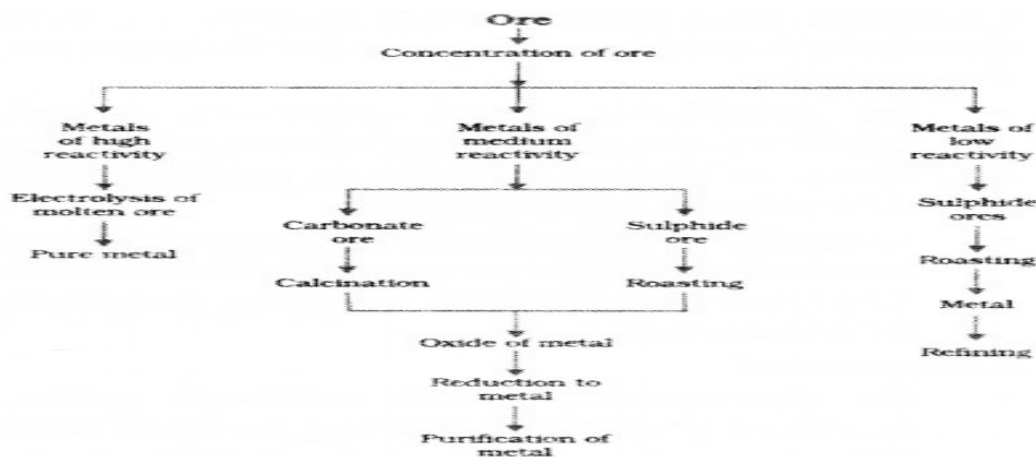 Ore
Concentration of ore
Metals
of high
reactivity
Electrolysis of
molten ore
Pure metal
Metals of
medium
reactivity
Carbonate
ore
Calcination
Sulphide
ore
Roasting
Oxide of metal
Reduction to
metal
Purification of
metal
Metals of
low
reactivity
Sulphide
ores
Roasting
Metal
Refining